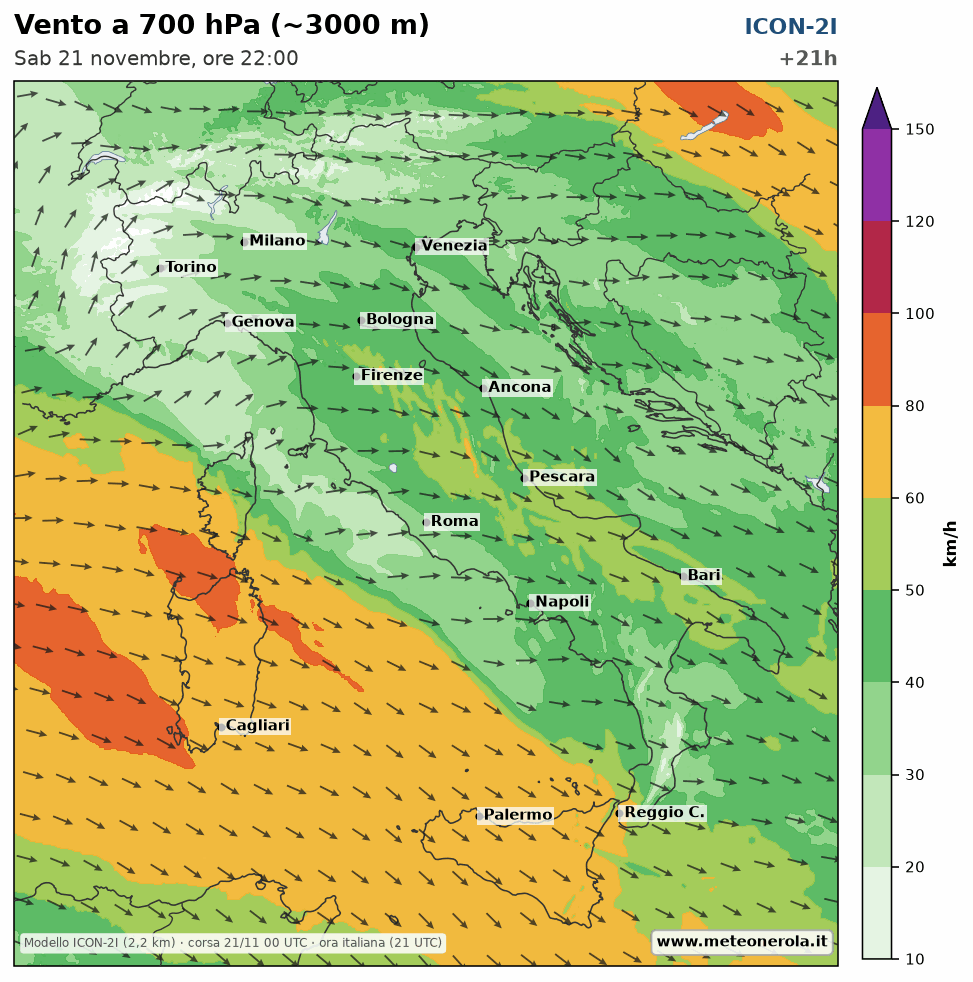 Vento a 700 hPa (~3000 m)
ICON-2I
Sab 21 novembre, ore 22:00
+21h
Milano
Venezia
Torino
Genova
Bologna
Firenze
Ancona
Pescara
Roma
Bari
Napoli
Cagliari
Palermo
Reggio C.
150
120
100
80
60
50
40
30
20
10
km/h
Modello ICON-2I (2,2 km) · corsa 21/11 00 UTC · ora italiana (21 UTC)
www.meteonerola.it